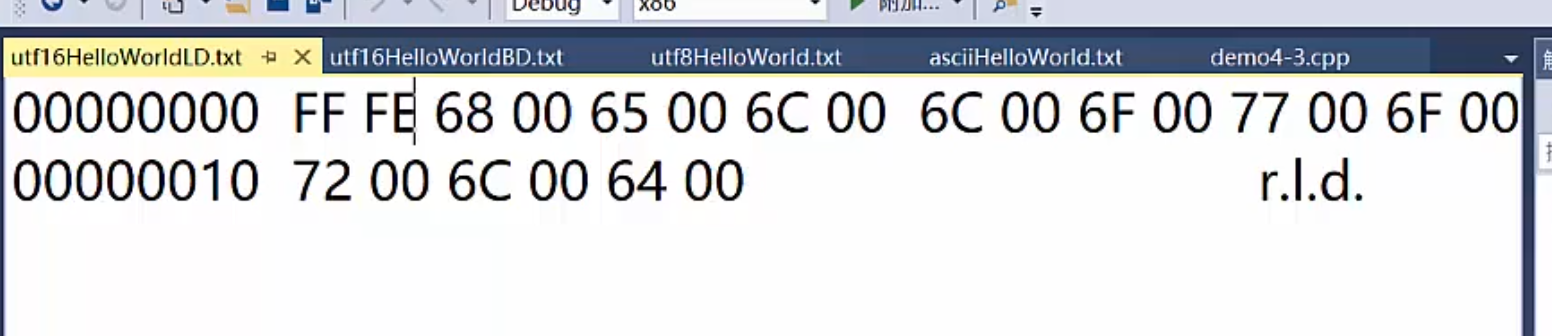 Debug x86 附加...
utf16HelloWorldLD.txt utf16HelloWorldBD.txt utf8HelloWorld.txt asciiHelloWorld.txt demo4-3.cpp
00000000 FF FE 68 00 65 00 6C 00 6C 00 6F 00 77 00 6F 00
00000010 72 00 6C 00 64 00 r.l.d.